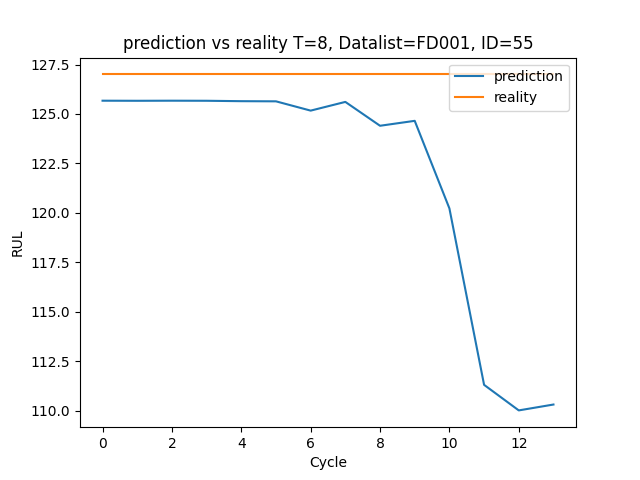 prediction vs reality T=8, Datalist=FD001, ID=55
127.5
125.0
122.5
120.0
117.5
115.0
112.5
110.0
RUL
prediction
reality
0 2 4 6 8 10 12
Cycle